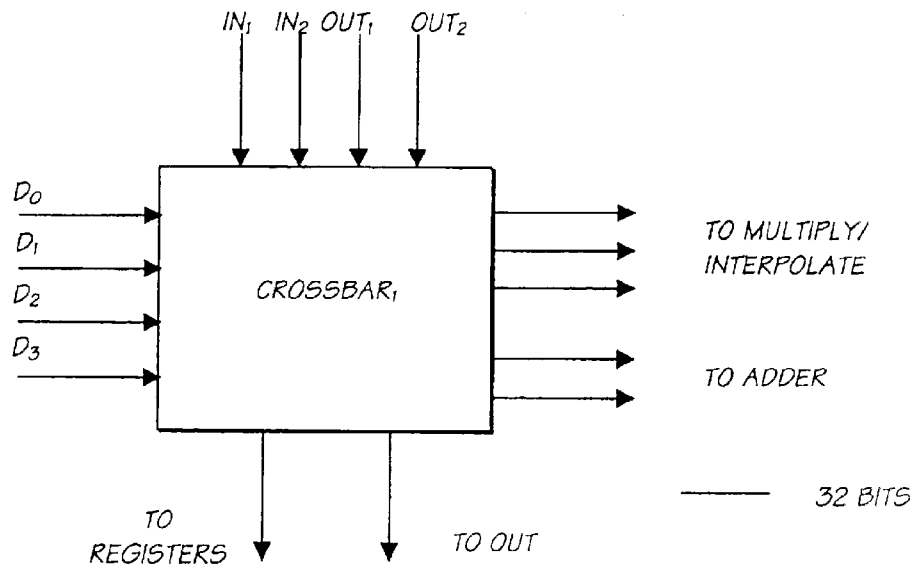 IN₁ IN₂ OUT₁ OUT₂
D₀
D₁
D₂
D₃
CROSSBAR₁
TO MULTIPLY/
INTERPOLATE
TO ADDER
32 BITS
TO
REGISTERS
TO OUT